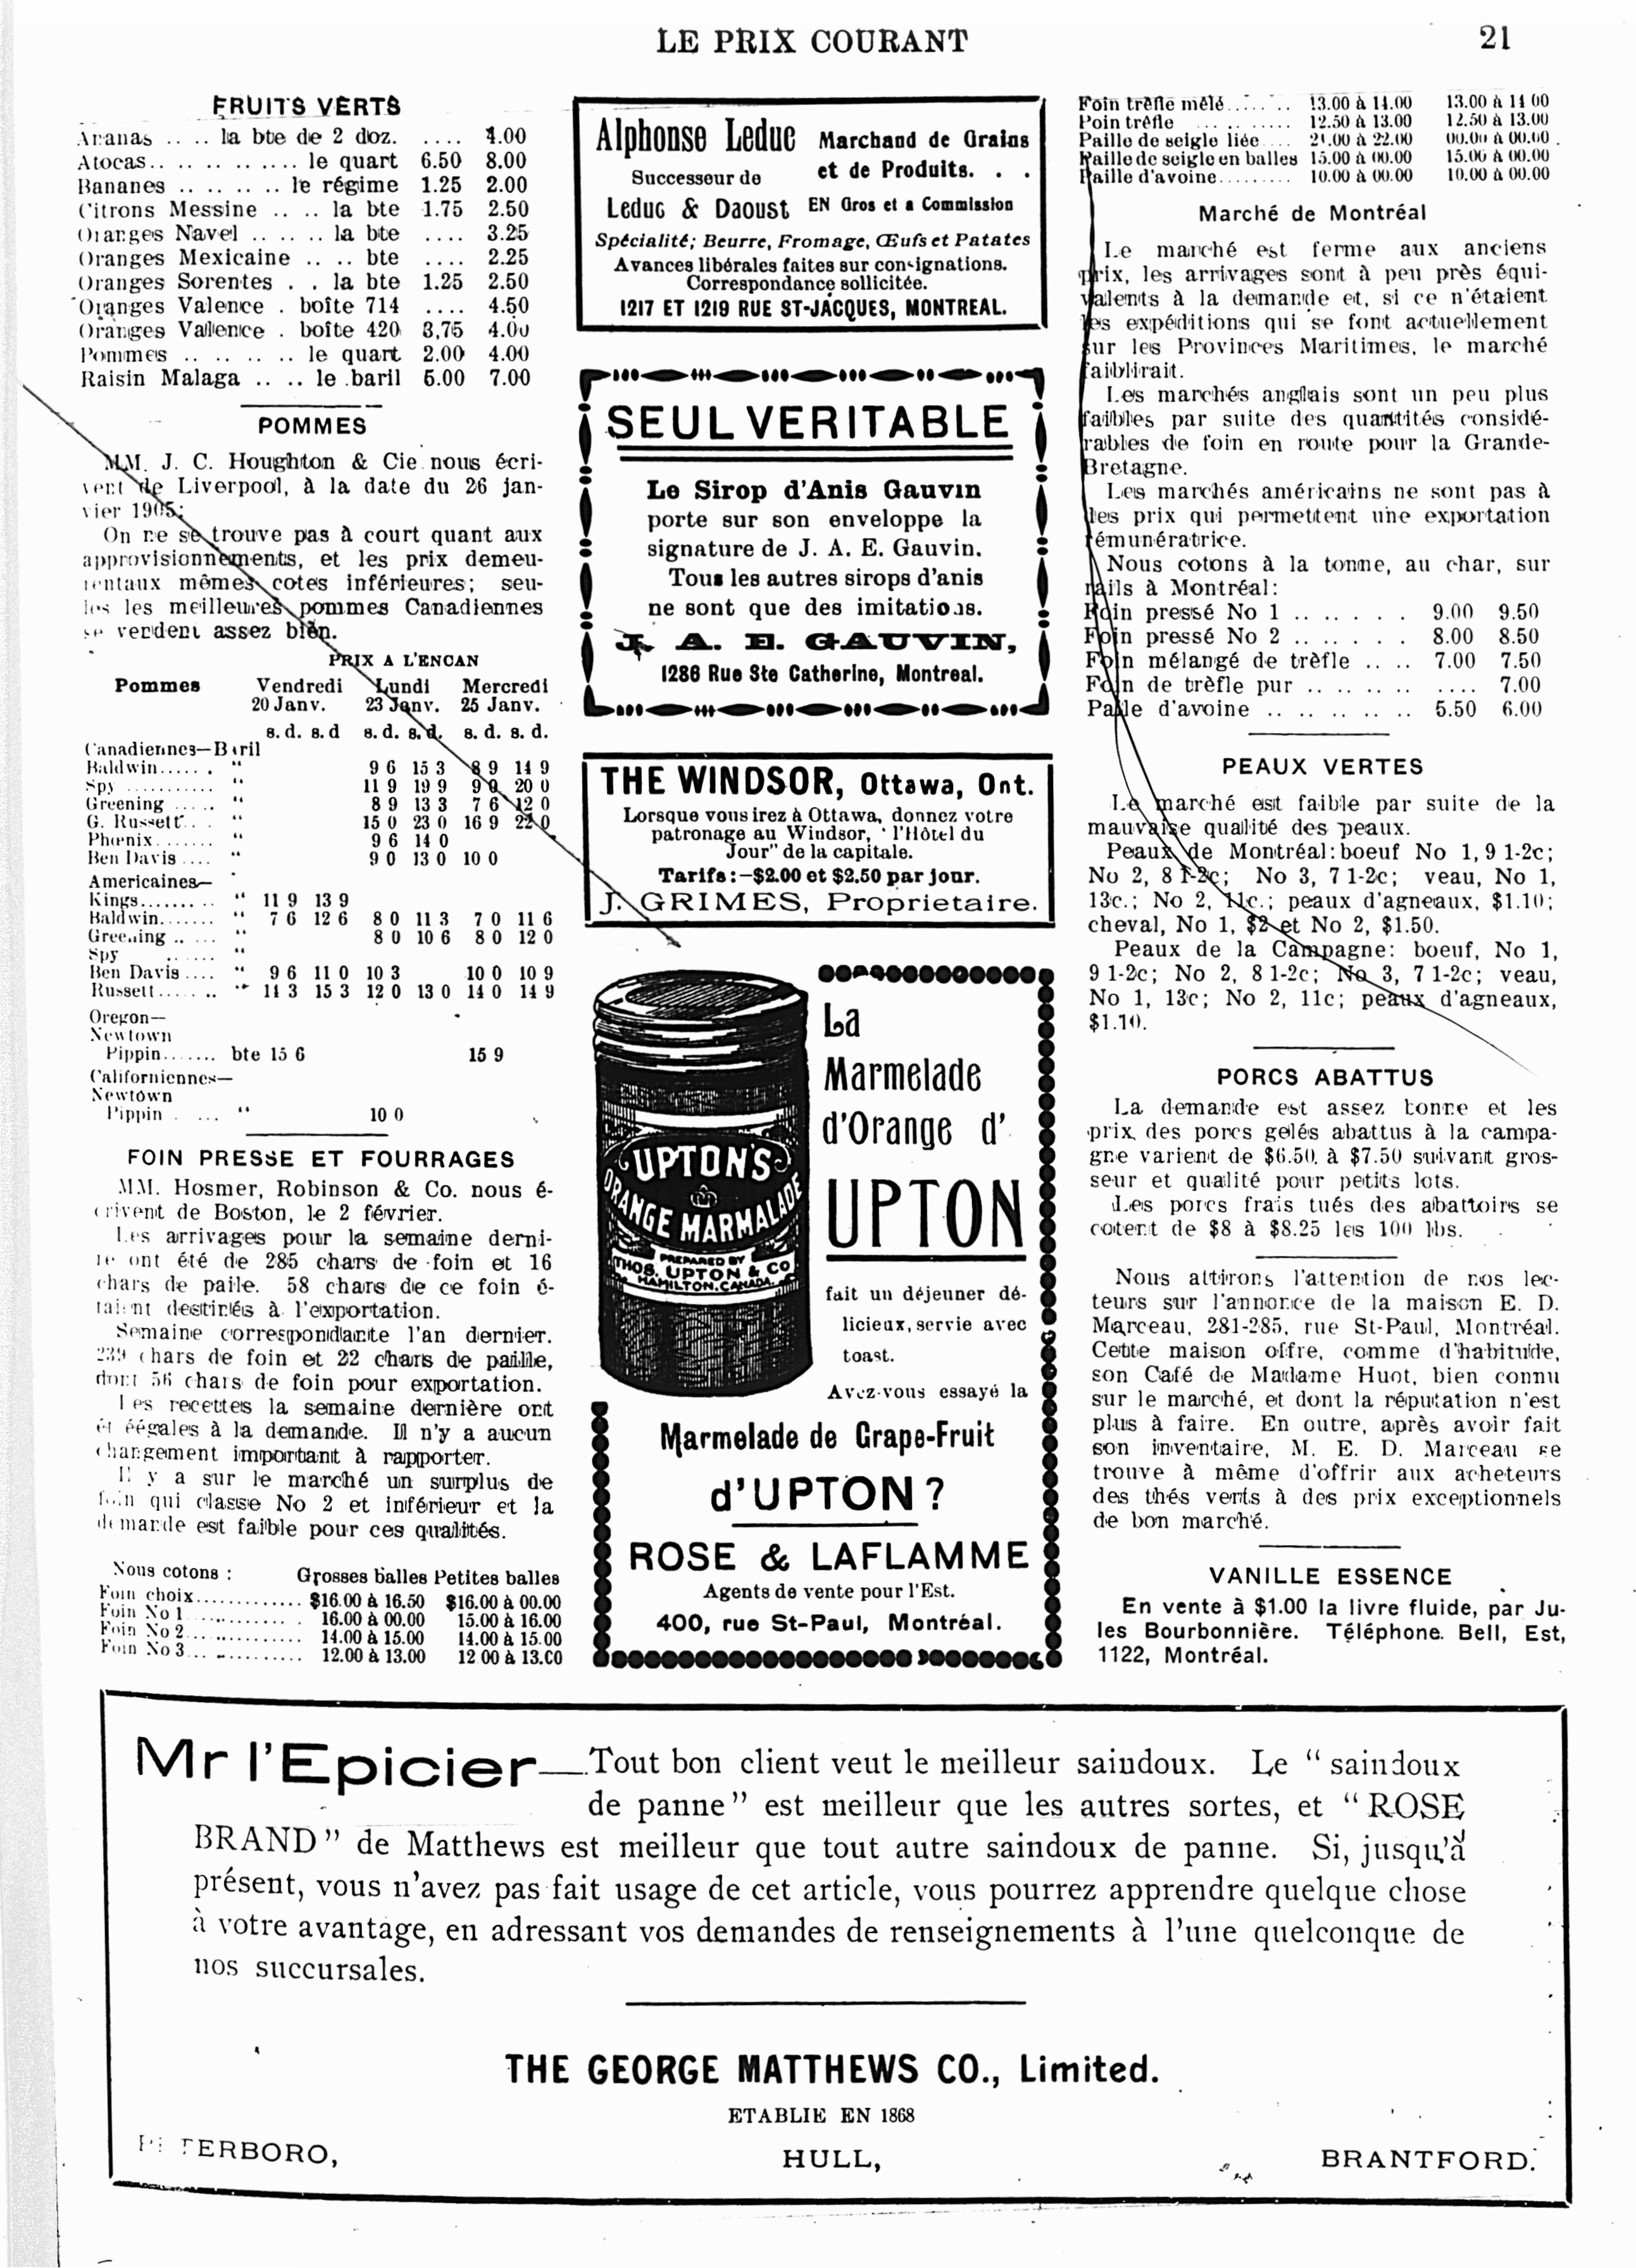 LE PRIX COURANT
21
FRUITS VERTS
Ananas .. .. la bte de 2 doz. .... 4.00
Atocas.. .. .. .. .. .. le quart 6.50 8.00
Bananes .. .. .. .. le régime 1.25 2.00
Citrons Messine .. .. la bte 1.75 2.50
Oranges Navel .. .. .. la bte .... 3.25
Oranges Mexicaine .. .. bte .... 2.25
Oranges Sorentes . . la bte 1.25 2.50
Oranges Valence . boîte 714 .... 4.50
Oranges Valence . boîte 420 3,75 4.00
Pommes .. .. .. .. le quart 2.00 4.00
Raisin Malaga .. .. le baril 5.00 7.00
POMMES
MM. J. C. Houghton & Cie nous écri-
vent de Liverpool, à la date du 26 jan-
vier 1905:
On ne se trouve pas à court quant aux
approvisionnements, et les prix demeu-
rentaux mêmes cotes inférieures; seu-
les les meilleures pommes Canadiennes
se vendent assez bien.
PRIX A L'ENCAN
Pommes Vendredi Lundi Mercredi
20 Janv. 23 Janv. 25 Janv.
s. d. s. d s. d. s. d. s. d. s. d.
Canadiennes—Baril
Baldwin..... . " 9 6 15 3 8 9 14 9
Spy ........... " 11 9 19 9 9 0 20 0
Greening ..... " 8 9 13 3 7 6 12 0
G. Russett... . " 15 0 23 0 16 9 22 0
Phœnix....... " 9 6 14 0
Ben Davis .... " 9 0 13 0 10 0
Americaines—
Kings....... .. " 11 9 13 9
Baldwin....... " 7 6 12 6 8 0 11 3 7 0 11 6
Greening .. .... " 8 0 10 6 8 0 12 0
Spy ...... "
Ben Davis .... " 9 6 11 0 10 3 10 0 10 9
Russett..... .. " 11 3 15 3 12 0 13 0 14 0 14 9
Oregon—
Newtown
Pippin....... bte 15 6 15 9
Californiennes—
Newtown
Pippin . ... " 10 0
FOIN PRESSE ET FOURRAGES
MM. Hosmer, Robinson & Co. nous é-
crivent de Boston, le 2 février.
Les arrivages pour la semaine derni-
re ont été de 285 chars de foin et 16
chars de paille. 58 chars de ce foin é-
taient destinés à l'exportation.
Semaine correspondante l'an dernier.
239 chars de foin et 22 chars de paille,
dont 56 chars de foin pour exportation.
Les recettes la semaine dernière ont
ét éégales à la demande. Il n'y a aucun
changement important à rapporter.
Il y a sur le marché un surplus de
foin qui classe No 2 et inférieur et la
demande est faible pour ces qualités.
Nous cotons : Grosses balles Petites balles
Foin choix............. $16.00 à 16.50 $16.00 à 00.00
Foin No 1 ............. 16.00 à 00.00 15.00 à 16.00
Foin No 2 ............. 14.00 à 15.00 14.00 à 15.00
Foin No 3 ............. 12.00 à 13.00 12 00 à 13.00
Alphonse Leduc Marchand de Grains
Successeur de et de Produits. . .
Leduc & Daoust EN Gros et a Commission
Spécialité; Beurre, Fromage, Œufs et Patates
Avances libérales faites sur consignations.
Correspondance sollicitée.
1217 ET 1219 RUE ST-JACQUES, MONTREAL.
SEUL VERITABLE
Le Sirop d'Anis Gauvin
porte sur son enveloppe la
signature de J. A. E. Gauvin.
Tous les autres sirops d'anis
ne sont que des imitations.
J. A. E. GAUVIN,
1286 Rue Ste Catherine, Montreal.
THE WINDSOR, Ottawa, Ont.
Lorsque vous irez à Ottawa, donnez votre
patronage au Windsor, ' l'Hôtel du
Jour" de la capitale.
Tarifs:—$2.00 et $2.50 par jour.
J. GRIMES, Proprietaire.
UPTON'S
ORANGE MARMALADE
PREPARED BY
THOS. UPTON & CO
HAMILTON. CANADA.
La
Marmelade
d'Orange d'
UPTON
fait un déjeuner dé-
licieux, servie avec
toast.
Avez-vous essayé la
Marmelade de Grape-Fruit
d'UPTON ?
ROSE & LAFLAMME
Agents de vente pour l'Est.
400, rue St-Paul, Montréal.
Foin trèfle mêlé........ 13.00 à 14.00 13.00 à 14 00
Foin trèfle ........... 12.50 à 13.00 12.50 à 13.00
Paille de seigle liée .... 21.00 à 22.00 00.00 à 00.00
Paille de seigle en balles 15.00 à 00.00 15.00 à 00.00
Paille d'avoine......... 10.00 à 00.00 10.00 à 00.00
Marché de Montréal
Le marché est ferme aux anciens
prix, les arrivages sont à peu près équi-
valents à la demande et, si ce n'étaient
les expéditions qui se font actuellement
sur les Provinces Maritimes, le marché
faiblirait.
Les marchés anglais sont un peu plus
faibles par suite des quantités considé-
rables de foin en route pour la Grande-
Bretagne.
Les marchés américains ne sont pas à
des prix qui permettent une exportation
rémunératrice.
Nous cotons à la tonne, au char, sur
rails à Montréal:
Foin pressé No 1 .. .. . . . 9.00 9.50
Foin pressé No 2 .. .. . . . 8.00 8.50
Foin mélangé de trèfle .. .. 7.00 7.50
Foin de trèfle pur .. .. .. .. .... 7.00
Paille d'avoine .. .. .. .. .. 5.50 6.00
PEAUX VERTES
Le marché est faible par suite de la
mauvaise qualité des peaux.
Peaux de Montréal: boeuf No 1, 9 1-2c;
No 2, 8 1-2c; No 3, 7 1-2c; veau, No 1,
13c.; No 2, 11c.; peaux d'agneaux, $1.10;
cheval, No 1, $2 et No 2, $1.50.
Peaux de la Campagne: boeuf, No 1,
9 1-2c; No 2, 8 1-2c; No 3, 7 1-2c; veau,
No 1, 13c; No 2, 11c; peaux d'agneaux,
$1.10.
PORCS ABATTUS
La demande est assez bonne et les
prix des porcs gelés abattus à la campa-
gne varient de $6.50, à $7.50 suivant gros-
seur et qualité pour petits lots.
Les porcs frais tués des abattoirs se
cotent de $8 à $8.25 les 100 lbs.
Nous attirons l'attention de nos lec-
teurs sur l'annonce de la maison E. D.
Marceau, 281-285, rue St-Paul, Montréal.
Cette maison offre, comme d'habitude,
son Café de Madame Huot, bien connu
sur le marché, et dont la réputation n'est
plus à faire. En outre, après avoir fait
son inventaire, M. E. D. Marceau se
trouve à même d'offrir aux acheteurs
des thés verts à des prix exceptionnels
de bon marché.
VANILLE ESSENCE
En vente à $1.00 la livre fluide, par Ju-
les Bourbonnière. Téléphone. Bell, Est,
1122, Montréal.
Mr l'Epicier—Tout bon client veut le meilleur saindoux. Le "saindoux
de panne" est meilleur que les autres sortes, et "ROSE
BRAND" de Matthews est meilleur que tout autre saindoux de panne. Si, jusqu'à
présent, vous n'avez pas fait usage de cet article, vous pourrez apprendre quelque chose
à votre avantage, en adressant vos demandes de renseignements à l'une quelconque de
nos succursales.
THE GEORGE MATTHEWS CO., Limited.
ETABLIE EN 1868
PETERBORO, HULL, BRANTFORD.